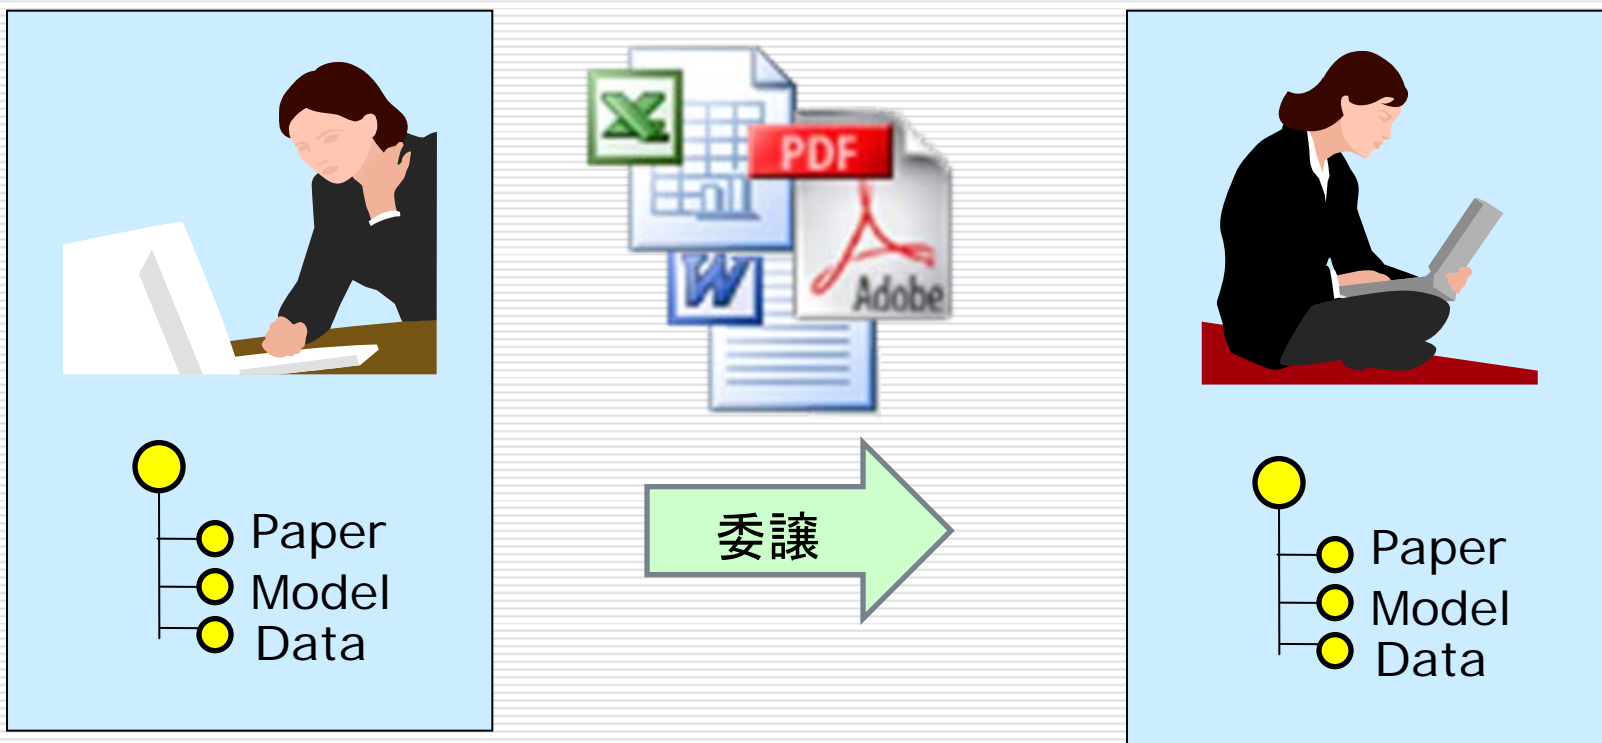 PDF
W
Adobe
委譲
Paper
Model
Data
Paper
Model
Data